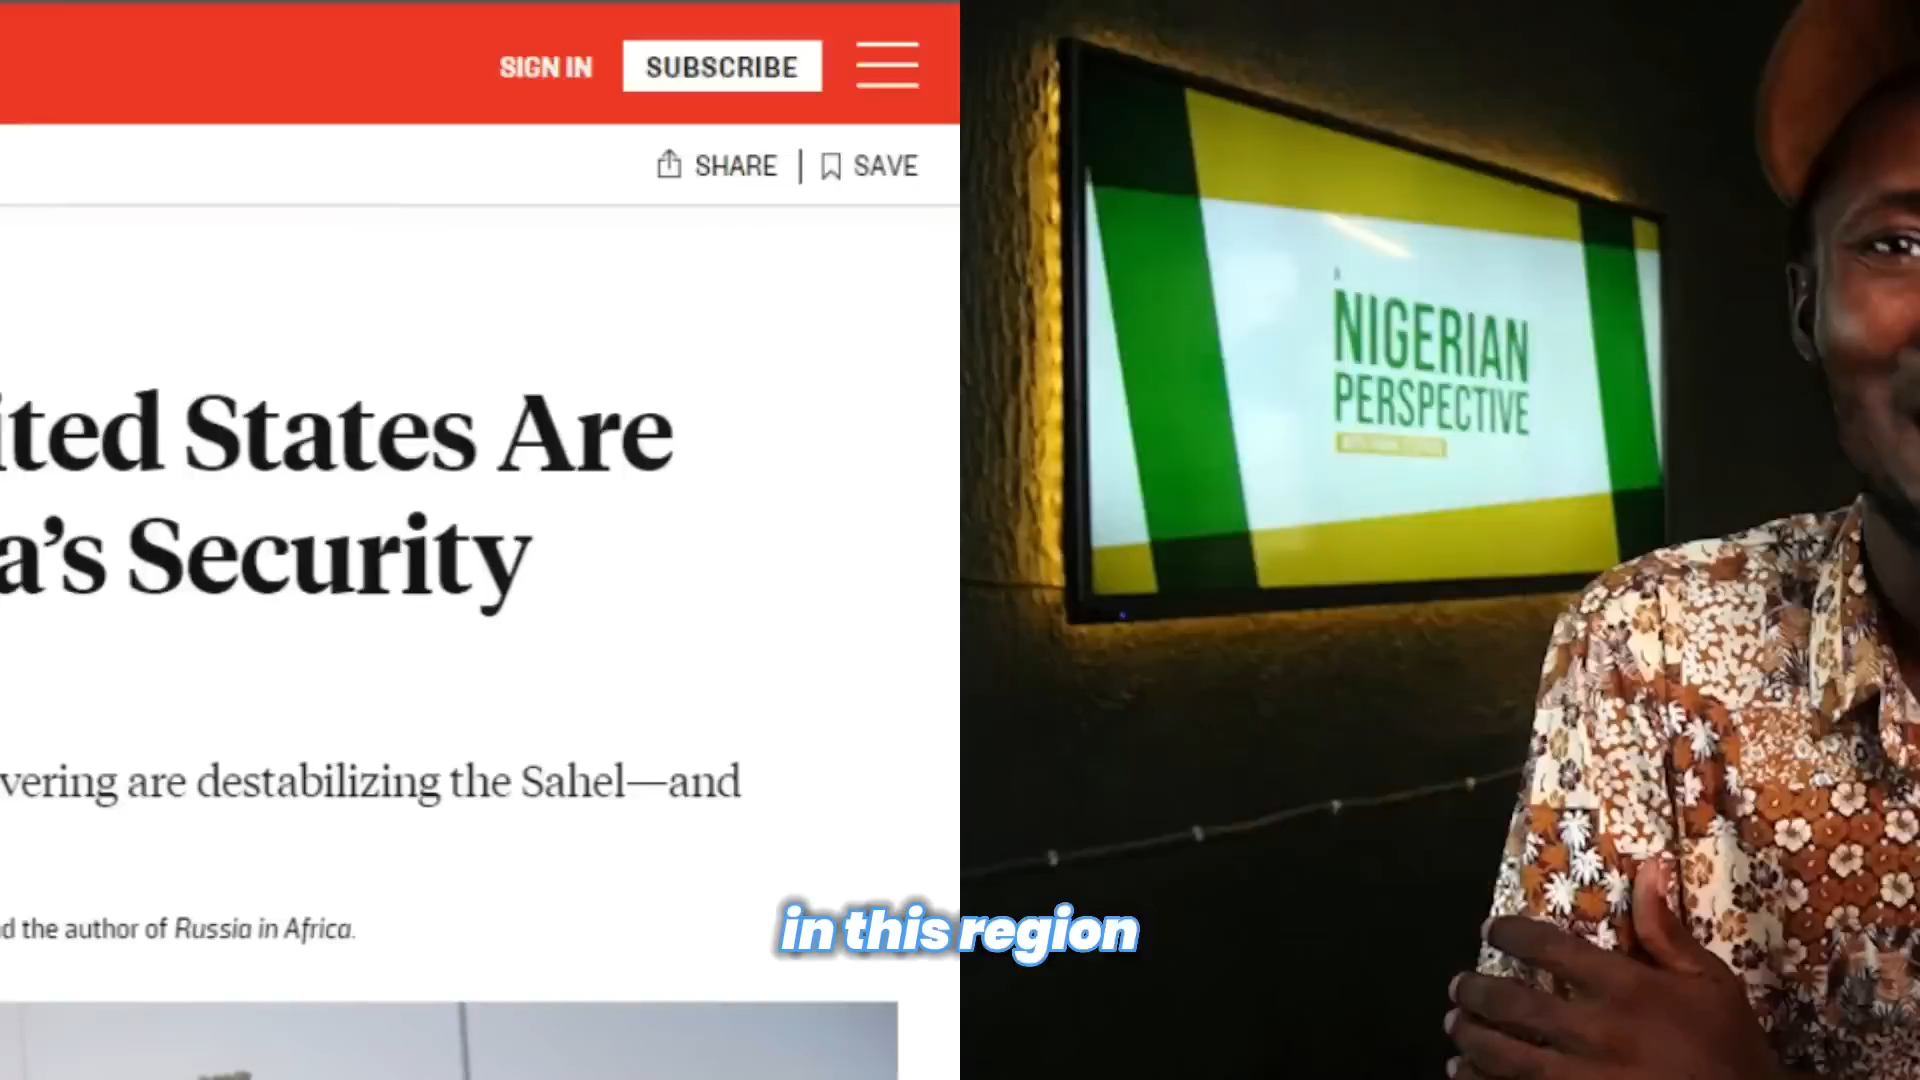 SIGN IN
SUBSCRIBE
SHARE | SAVE
ited States Are
a's Security
vering are destabilizing the Sahel—and
d the author of Russia in Africa.
A
NIGERIAN
PERSPECTIVE
in this region